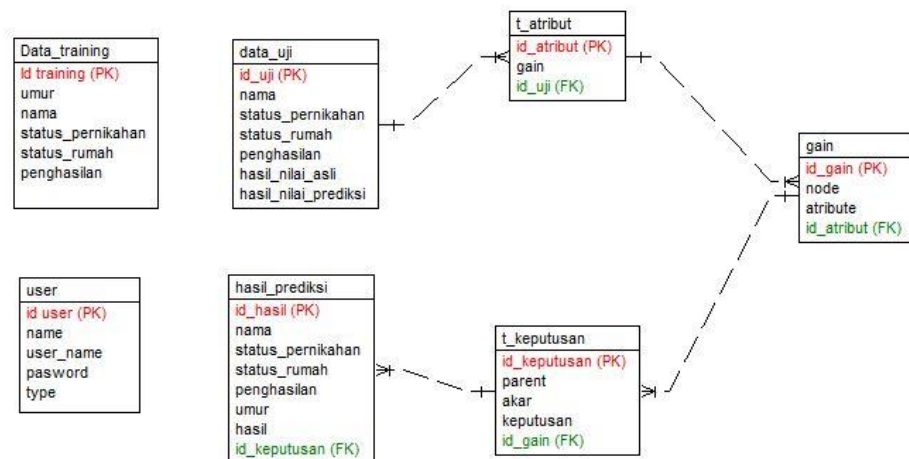 Data_training
Id training (PK)
umur
nama
status_pernikahan
status_rumah
penghasilan
data_uji
id_uji (PK)
nama
status_pernikahan
status_rumah
penghasilan
hasil_nilai_asli
hasil_nilai_prediksi
t_atribut
id_atribut (PK)
gain
id_uji (FK)
gain
id_gain (PK)
node
atribute
id_atribut (FK)
user
id user (PK)
name
user_name
pasword
type
hasil_prediksi
id_hasil (PK)
nama
status_pernikahan
status_rumah
penghasilan
umur
hasil
id_keputusan (FK)
t_keputusan
id_keputusan (PK)
parent
akar
keputusan
id_gain (FK)